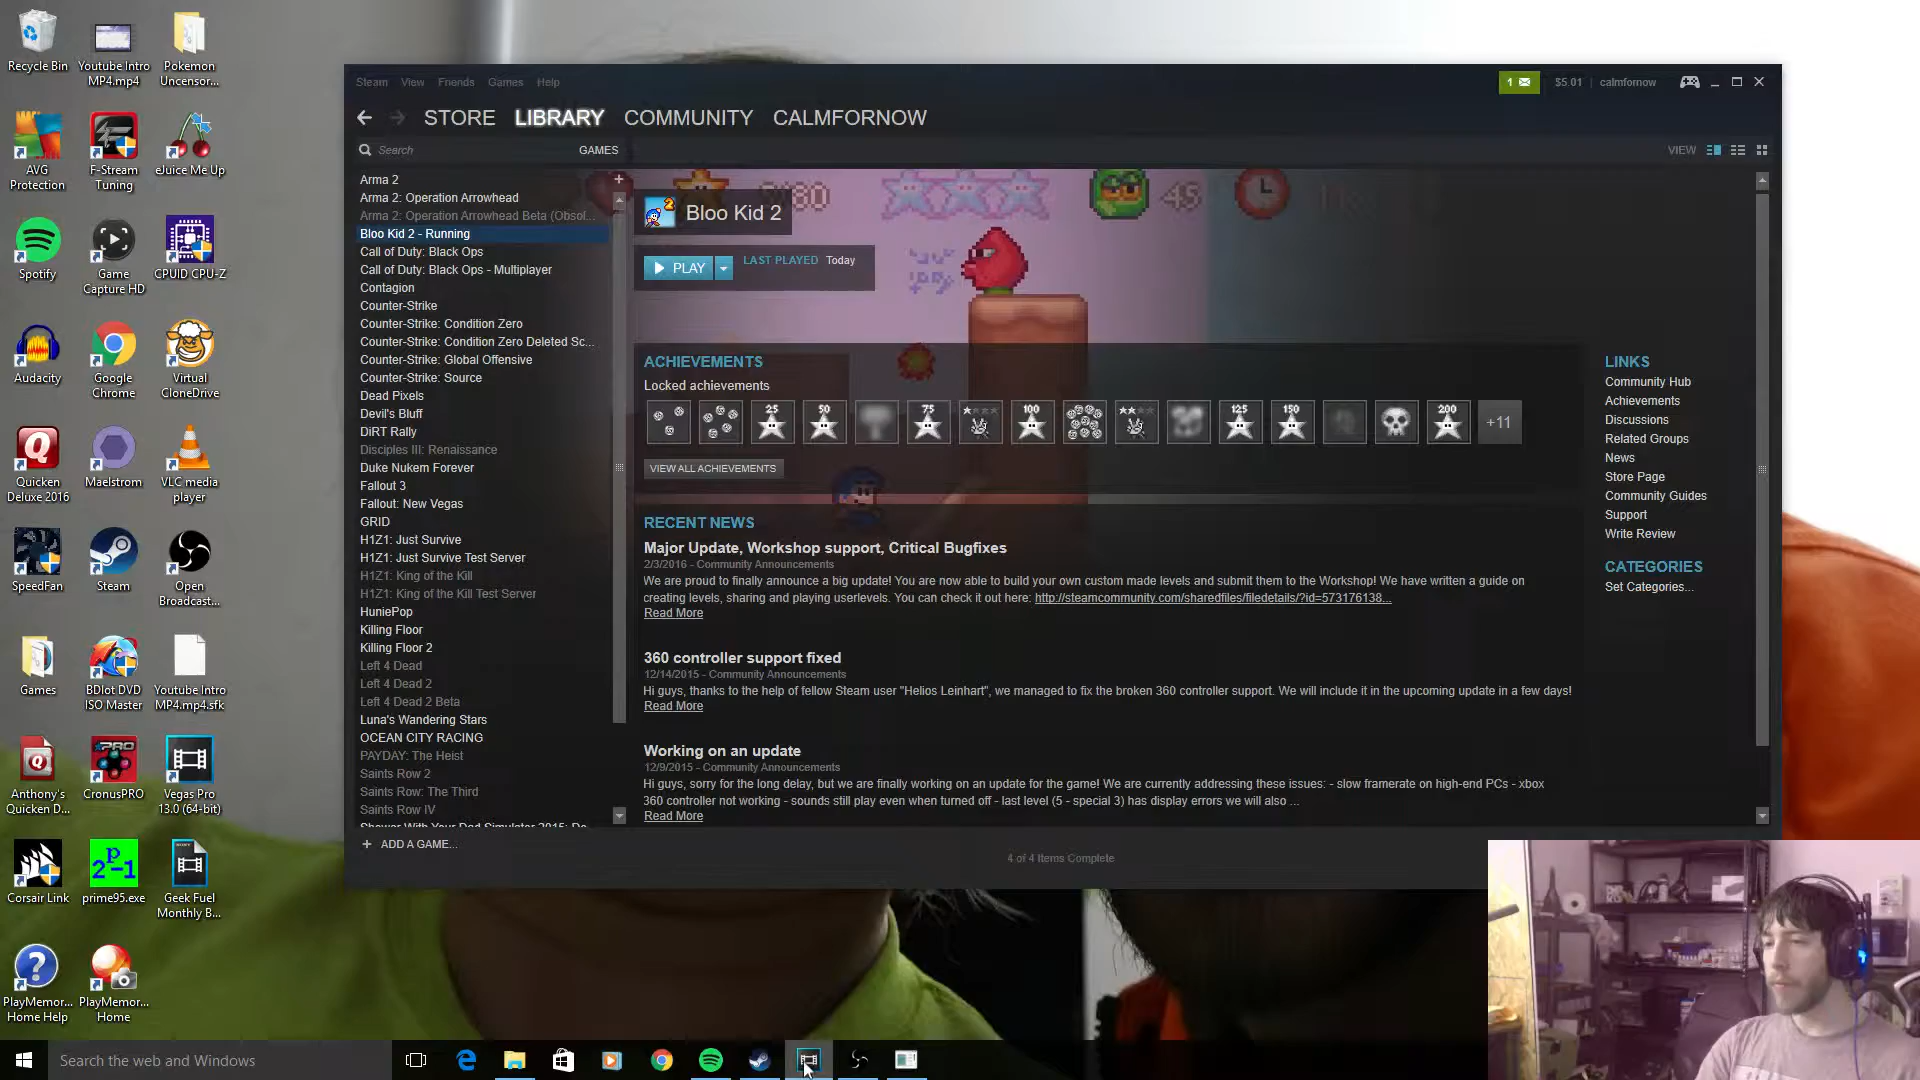 Recycle Bin
Youtube Intro MP4.mp4
Pokemon Uncensor...
AVG Protection
F-Stream Tuning
eJuice Me Up
Spotify
Game Capture HD
CPUID CPU-Z
Audacity
Google Chrome
Virtual CloneDrive
Quicken Deluxe 2016
Maelstrom
VLC media player
SpeedFan
Steam
Open Broadcast...
Games
BDlot DVD ISO Master
Youtube Intro MP4.mp4.sfk
Anthony's Quicken D...
CronusPRO
Vegas Pro 13.0 (64-bit)
Corsair Link
prime95.exe
Geek Fuel Monthly B...
PlayMemor... Home Help
PlayMemor... Home
Steam View Friends Games Help
1 $5.01 calmfornow
STORE LIBRARY COMMUNITY CALMFORNOW
Search GAMES VIEW
Arma 2
Arma 2: Operation Arrowhead
Arma 2: Operation Arrowhead Beta (Obsol...
Bloo Kid 2 - Running
Call of Duty: Black Ops
Call of Duty: Black Ops - Multiplayer
Contagion
Counter-Strike
Counter-Strike: Condition Zero
Counter-Strike: Condition Zero Deleted Sc...
Counter-Strike: Global Offensive
Counter-Strike: Source
Dead Pixels
Devil's Bluff
DiRT Rally
Disciples III: Renaissance
Duke Nukem Forever
Fallout 3
Fallout: New Vegas
GRID
H1Z1: Just Survive
H1Z1: Just Survive Test Server
H1Z1: King of the Kill
H1Z1: King of the Kill Test Server
HuniePop
Killing Floor
Killing Floor 2
Left 4 Dead
Left 4 Dead 2
Left 4 Dead 2 Beta
Luna's Wandering Stars
OCEAN CITY RACING
PAYDAY: The Heist
Saints Row 2
Saints Row: The Third
Saints Row IV
Shower With Your Dad Simulator 2015: Do...
ADD A GAME...
Bloo Kid 2
45
PLAY LAST PLAYED Today
ACHIEVEMENTS
Locked achievements
25 50 75 100 125 150 200 +11
VIEW ALL ACHIEVEMENTS
RECENT NEWS
Major Update, Workshop support, Critical Bugfixes
2/3/2016 - Community Announcements
We are proud to finally announce a big update! You are now able to build your own custom made levels and submit them to the Workshop! We have written a guide on
creating levels, sharing and playing userlevels. You can check it out here: http://steamcommunity.com/sharedfiles/filedetails/?id=573176138...
Read More
360 controller support fixed
12/14/2015 - Community Announcements
Hi guys, thanks to the help of fellow Steam user "Helios Leinhart", we managed to fix the broken 360 controller support. We will include it in the upcoming update in a few days!
Read More
Working on an update
12/9/2015 - Community Announcements
Hi guys, sorry for the long delay, but we are finally working on an update for the game! We are currently addressing these issues: - slow framerate on high-end PCs - xbox
360 controller not working - sounds still play even when turned off - last level (5 - special 3) has display errors we will also ...
Read More
LINKS
Community Hub
Achievements
Discussions
Related Groups
News
Store Page
Community Guides
Support
Write Review
CATEGORIES
Set Categories...
4 of 4 Items Complete
Search the web and Windows